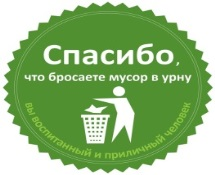 Спасибо,
что бросаете мусор в урну
вы воспитанный и приличный человек